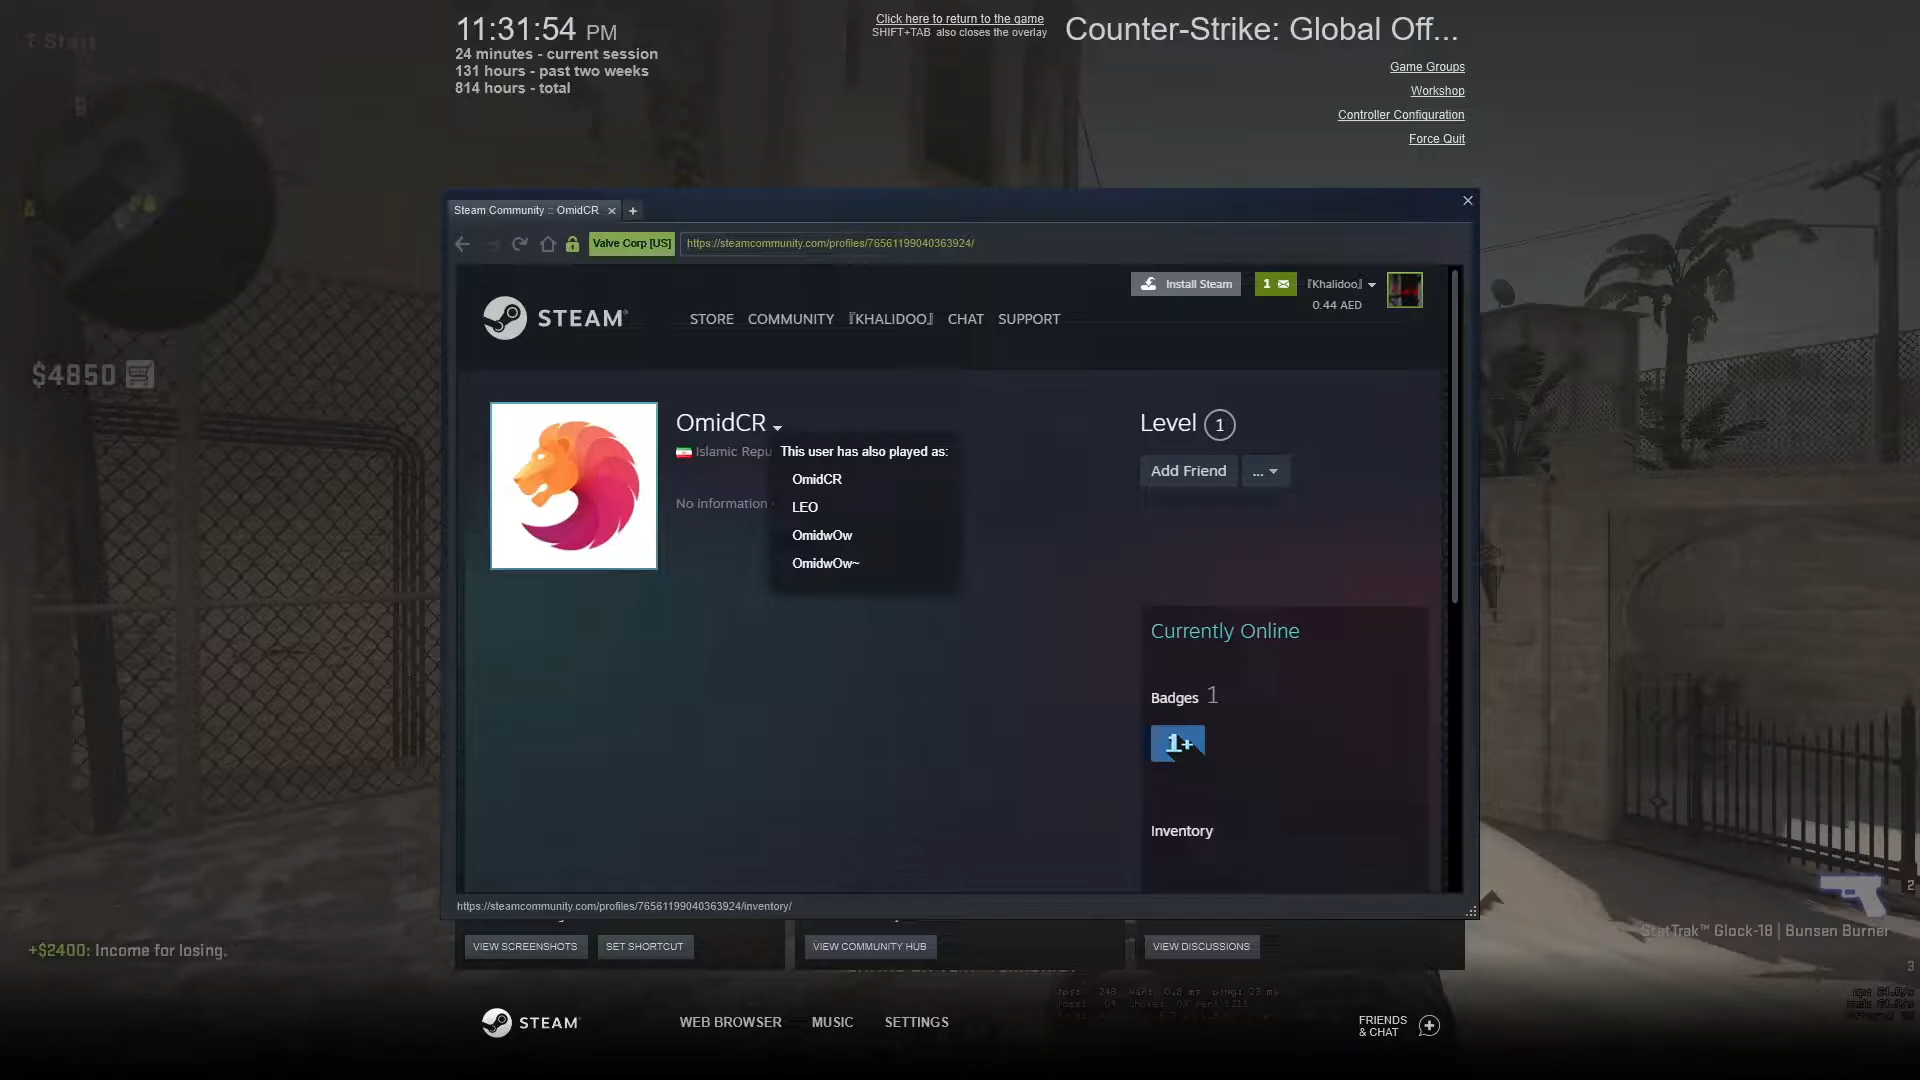 T Start
11:31:54 PM
24 minutes - current session
131 hours - past two weeks
814 hours - total
Click here to return to the game
SHIFT+TAB also closes the overlay
Counter-Strike: Global Off...
Game Groups
Workshop
Controller Configuration
Force Quit
B
A
$4850
Steam Community :: OmidCR
Valve Corp [US]
https://steamcommunity.com/profiles/76561199040363924/
Install Steam
1
『Khalidoo』
0.44 AED
STEAM®
STORE COMMUNITY 『KHALIDOO』 CHAT SUPPORT
OmidCR
Islamic Repu
No information
This user has also played as:
OmidCR
LEO
OmidwOw
OmidwOw~
Level 1
Add Friend
...
Currently Online
Badges 1
1+
Inventory
https://steamcommunity.com/profiles/76561199040363924/inventory/
VIEW SCREENSHOTS
SET SHORTCUT
VIEW COMMUNITY HUB
VIEW DISCUSSIONS
+$2400: Income for losing.
2
StatTrak™ Glock-18 | Bunsen Burner
3
STEAM
WEB BROWSER
MUSIC
SETTINGS
FRIENDS
& CHAT